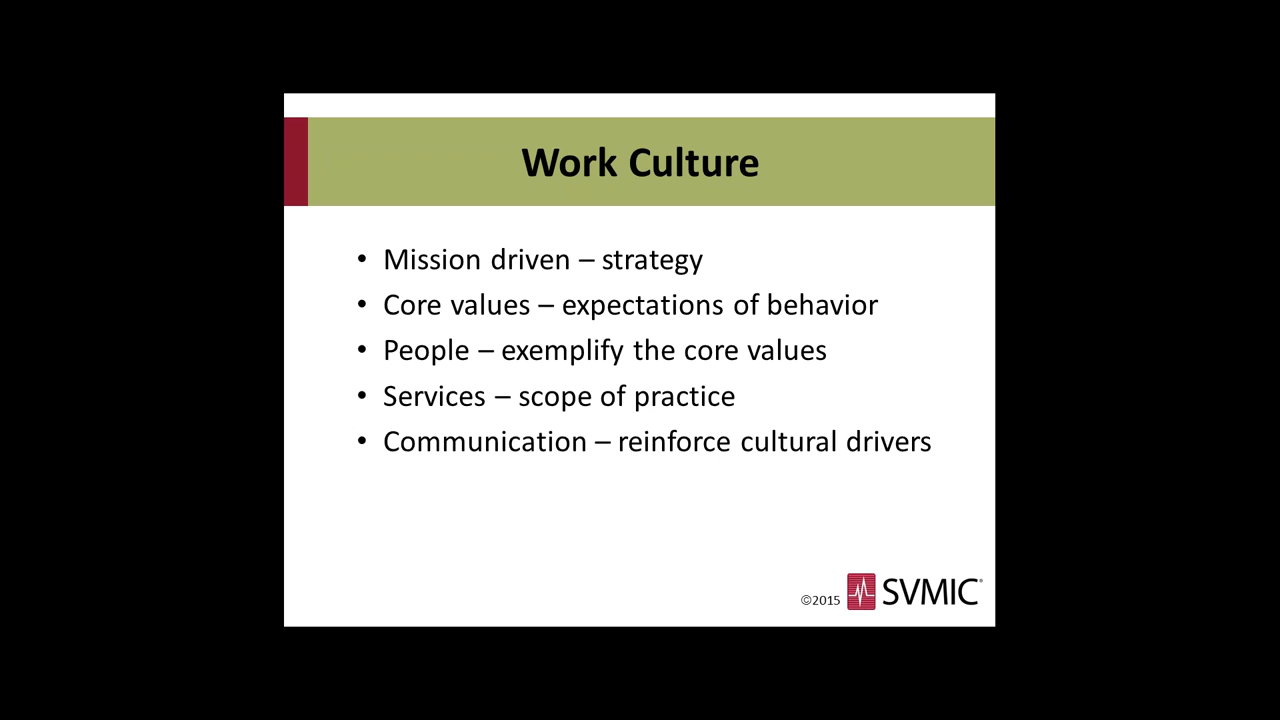 Work Culture
• Mission driven – strategy
• Core values – expectations of behavior
• People – exemplify the core values
• Services – scope of practice
• Communication – reinforce cultural drivers
©2015 SVMIC®